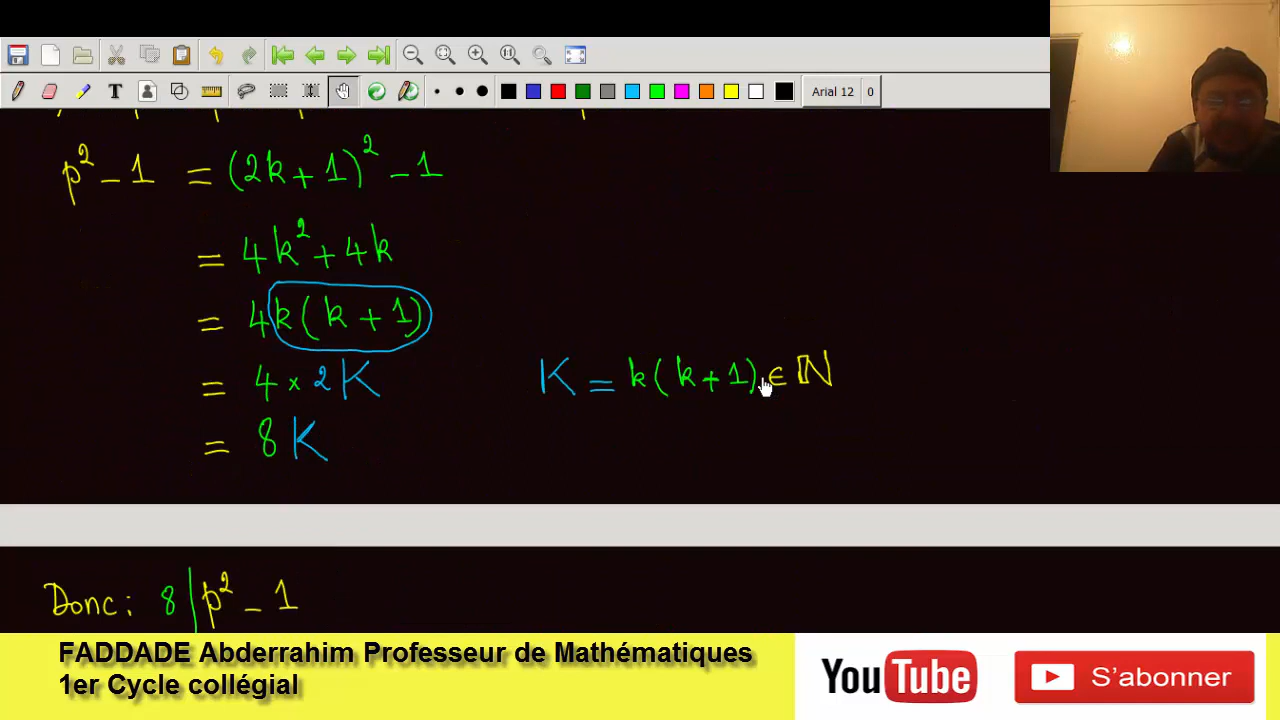 Arial 12 0
p² - 1 = (2k + 1)² - 1
= 4k² + 4k
= 4k(k + 1)
= 4 × 2K K = k(k+1) ∈ ℕ
= 8K
Donc : 8 | p² - 1
FADDADE Abderrahim Professeur de Mathématiques
1er Cycle collégial
YouTube S'abonner